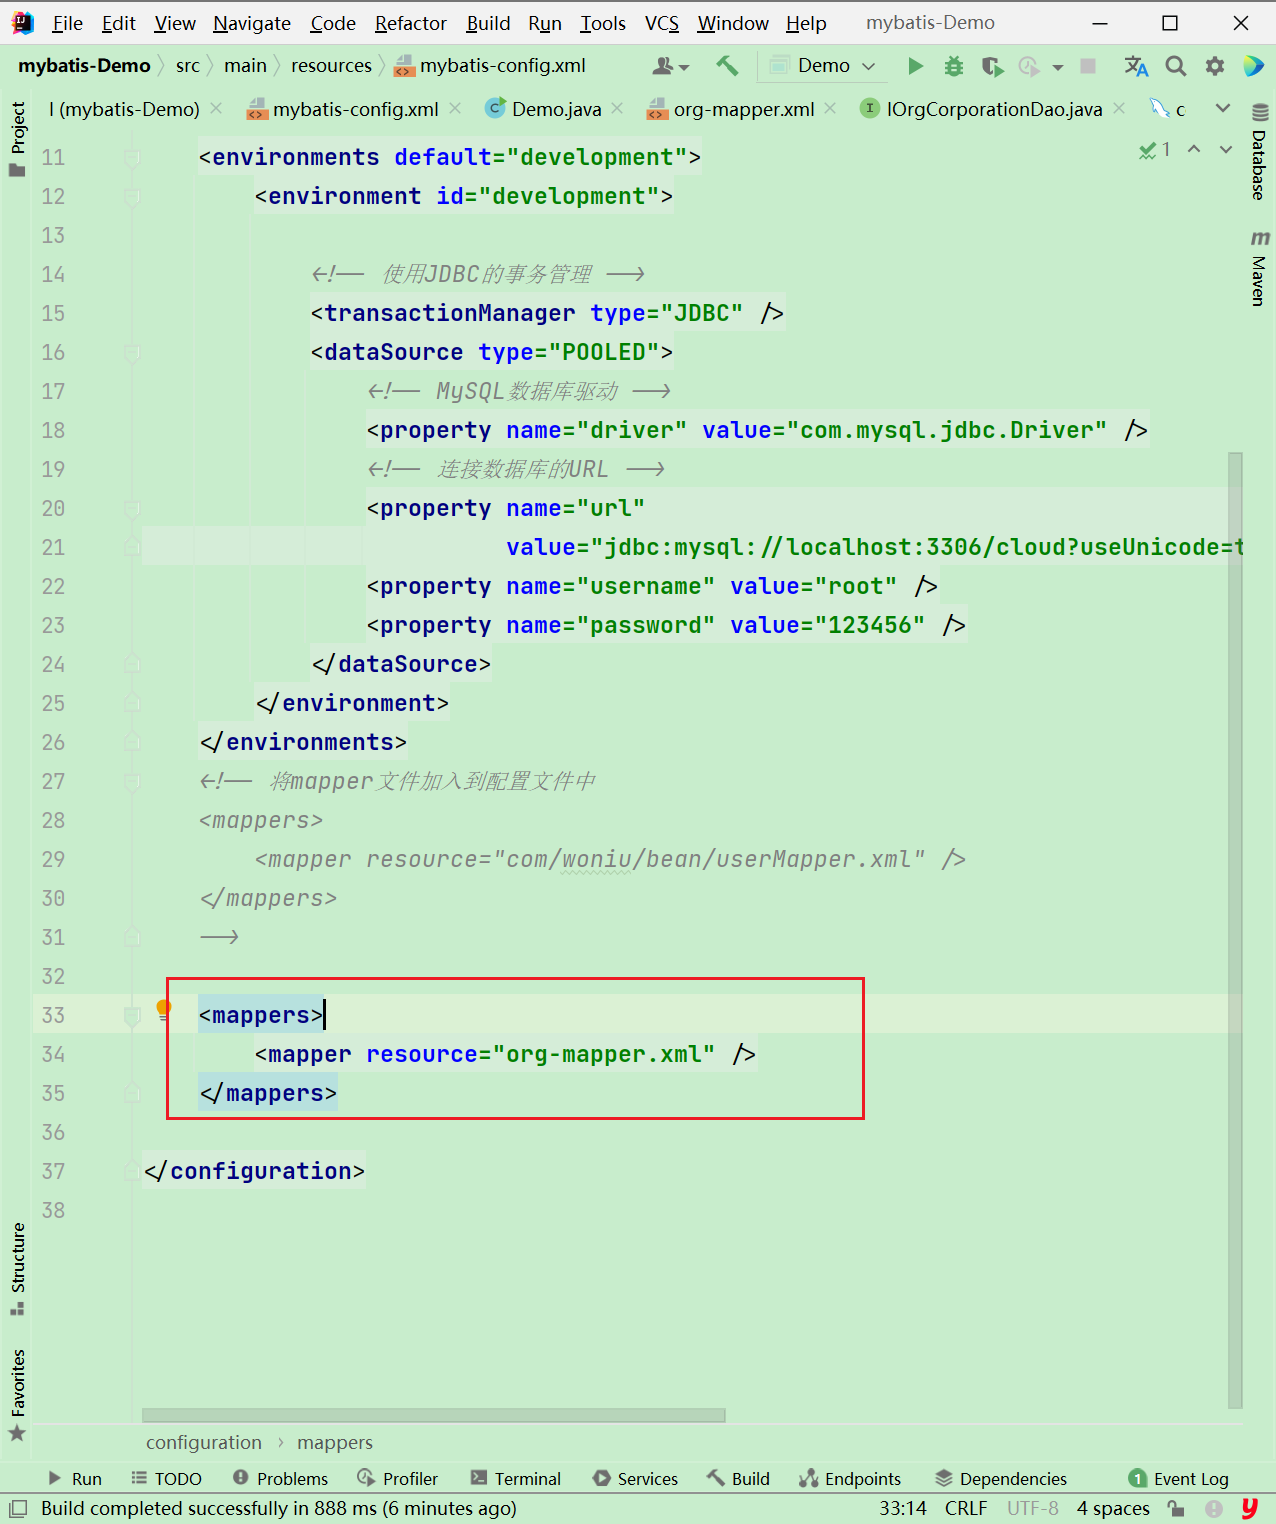 File Edit View Navigate Code Refactor Build Run Tools VCS Window Help mybatis-Demo
mybatis-Demo src main resources mybatis-config.xml Demo
l (mybatis-Demo) mybatis-config.xml Demo.java org-mapper.xml IOrgCorporationDao.java c
Project
Structure
Favorites
Database
Maven
1
11 <environments default="development">
12 <environment id="development">
13
14 <!-- 使用JDBC的事务管理 -->
15 <transactionManager type="JDBC" />
16 <dataSource type="POOLED">
17 <!-- MySQL数据库驱动 -->
18 <property name="driver" value="com.mysql.jdbc.Driver" />
19 <!-- 连接数据库的URL -->
20 <property name="url"
21 value="jdbc:mysql://localhost:3306/cloud?useUnicode=t
22 <property name="username" value="root" />
23 <property name="password" value="123456" />
24 </dataSource>
25 </environment>
26 </environments>
27 <!-- 将mapper文件加入到配置文件中
28 <mappers>
29 <mapper resource="com/woniu/bean/userMapper.xml" />
30 </mappers>
31 -->
32
33 <mappers>
34 <mapper resource="org-mapper.xml" />
35 </mappers>
36
37 </configuration>
38
configuration › mappers
Run TODO Problems Profiler Terminal Services Build Endpoints Dependencies 1 Event Log
Build completed successfully in 888 ms (6 minutes ago) 33:14 CRLF UTF-8 4 spaces